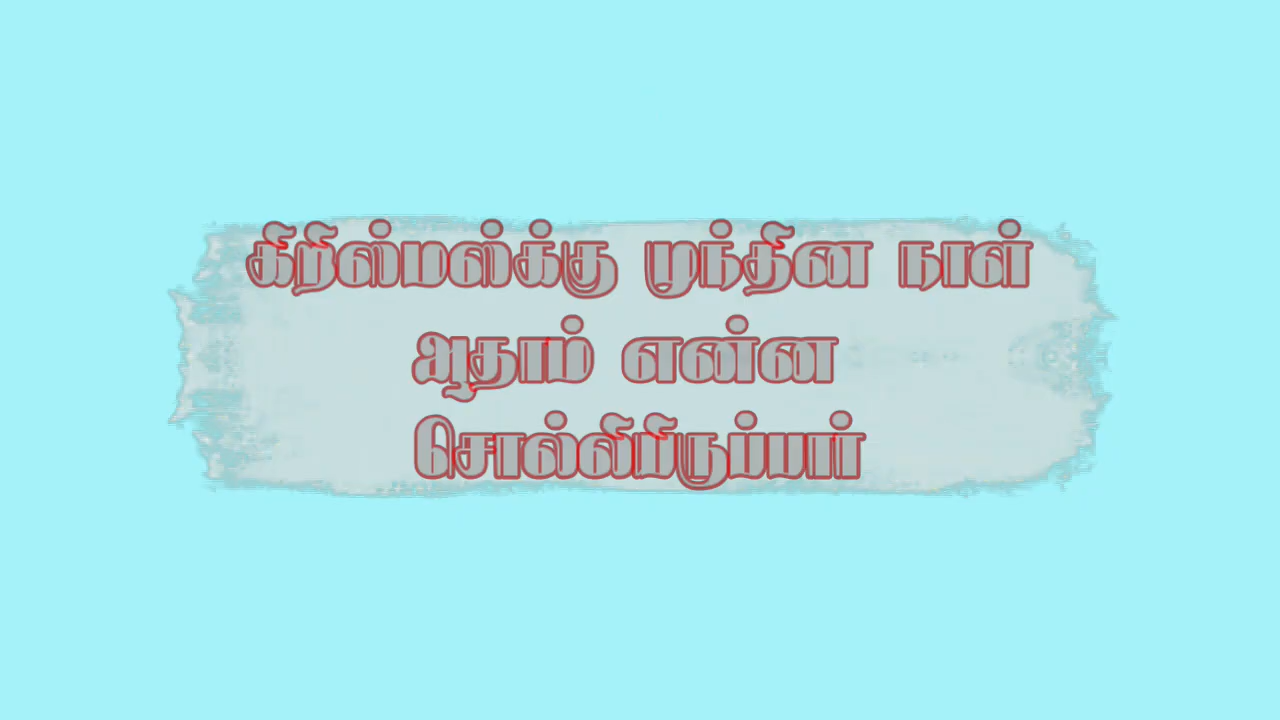 கிறிஸ்மஸ்க்கு முந்தின நாள்
ஆதாம் என்ன
சொல்லியிருப்பார்